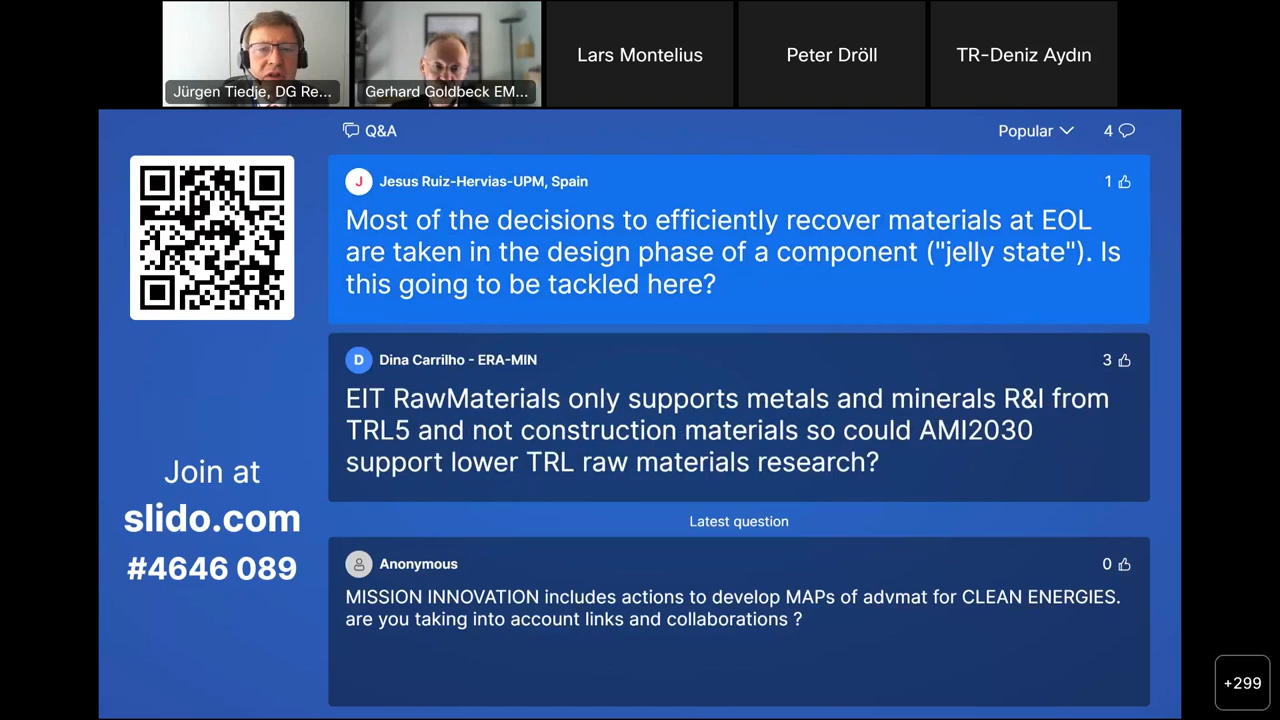 Jürgen Tiedje, DG Re...
Gerhard Goldbeck EM...
Lars Montelius
Peter Dröll
TR-Deniz Aydın
Q&A
Popular
4
J
Jesus Ruiz-Hervias-UPM, Spain
1
Most of the decisions to efficiently recover materials at EOL
are taken in the design phase of a component ("jelly state"). Is
this going to be tackled here?
D
Dina Carrilho - ERA-MIN
3
EIT RawMaterials only supports metals and minerals R&I from
TRL5 and not construction materials so could AMI2030
support lower TRL raw materials research?
Join at
slido.com
#4646 089
Latest question
Anonymous
0
MISSION INNOVATION includes actions to develop MAPs of advmat for CLEAN ENERGIES.
are you taking into account links and collaborations ?
+299